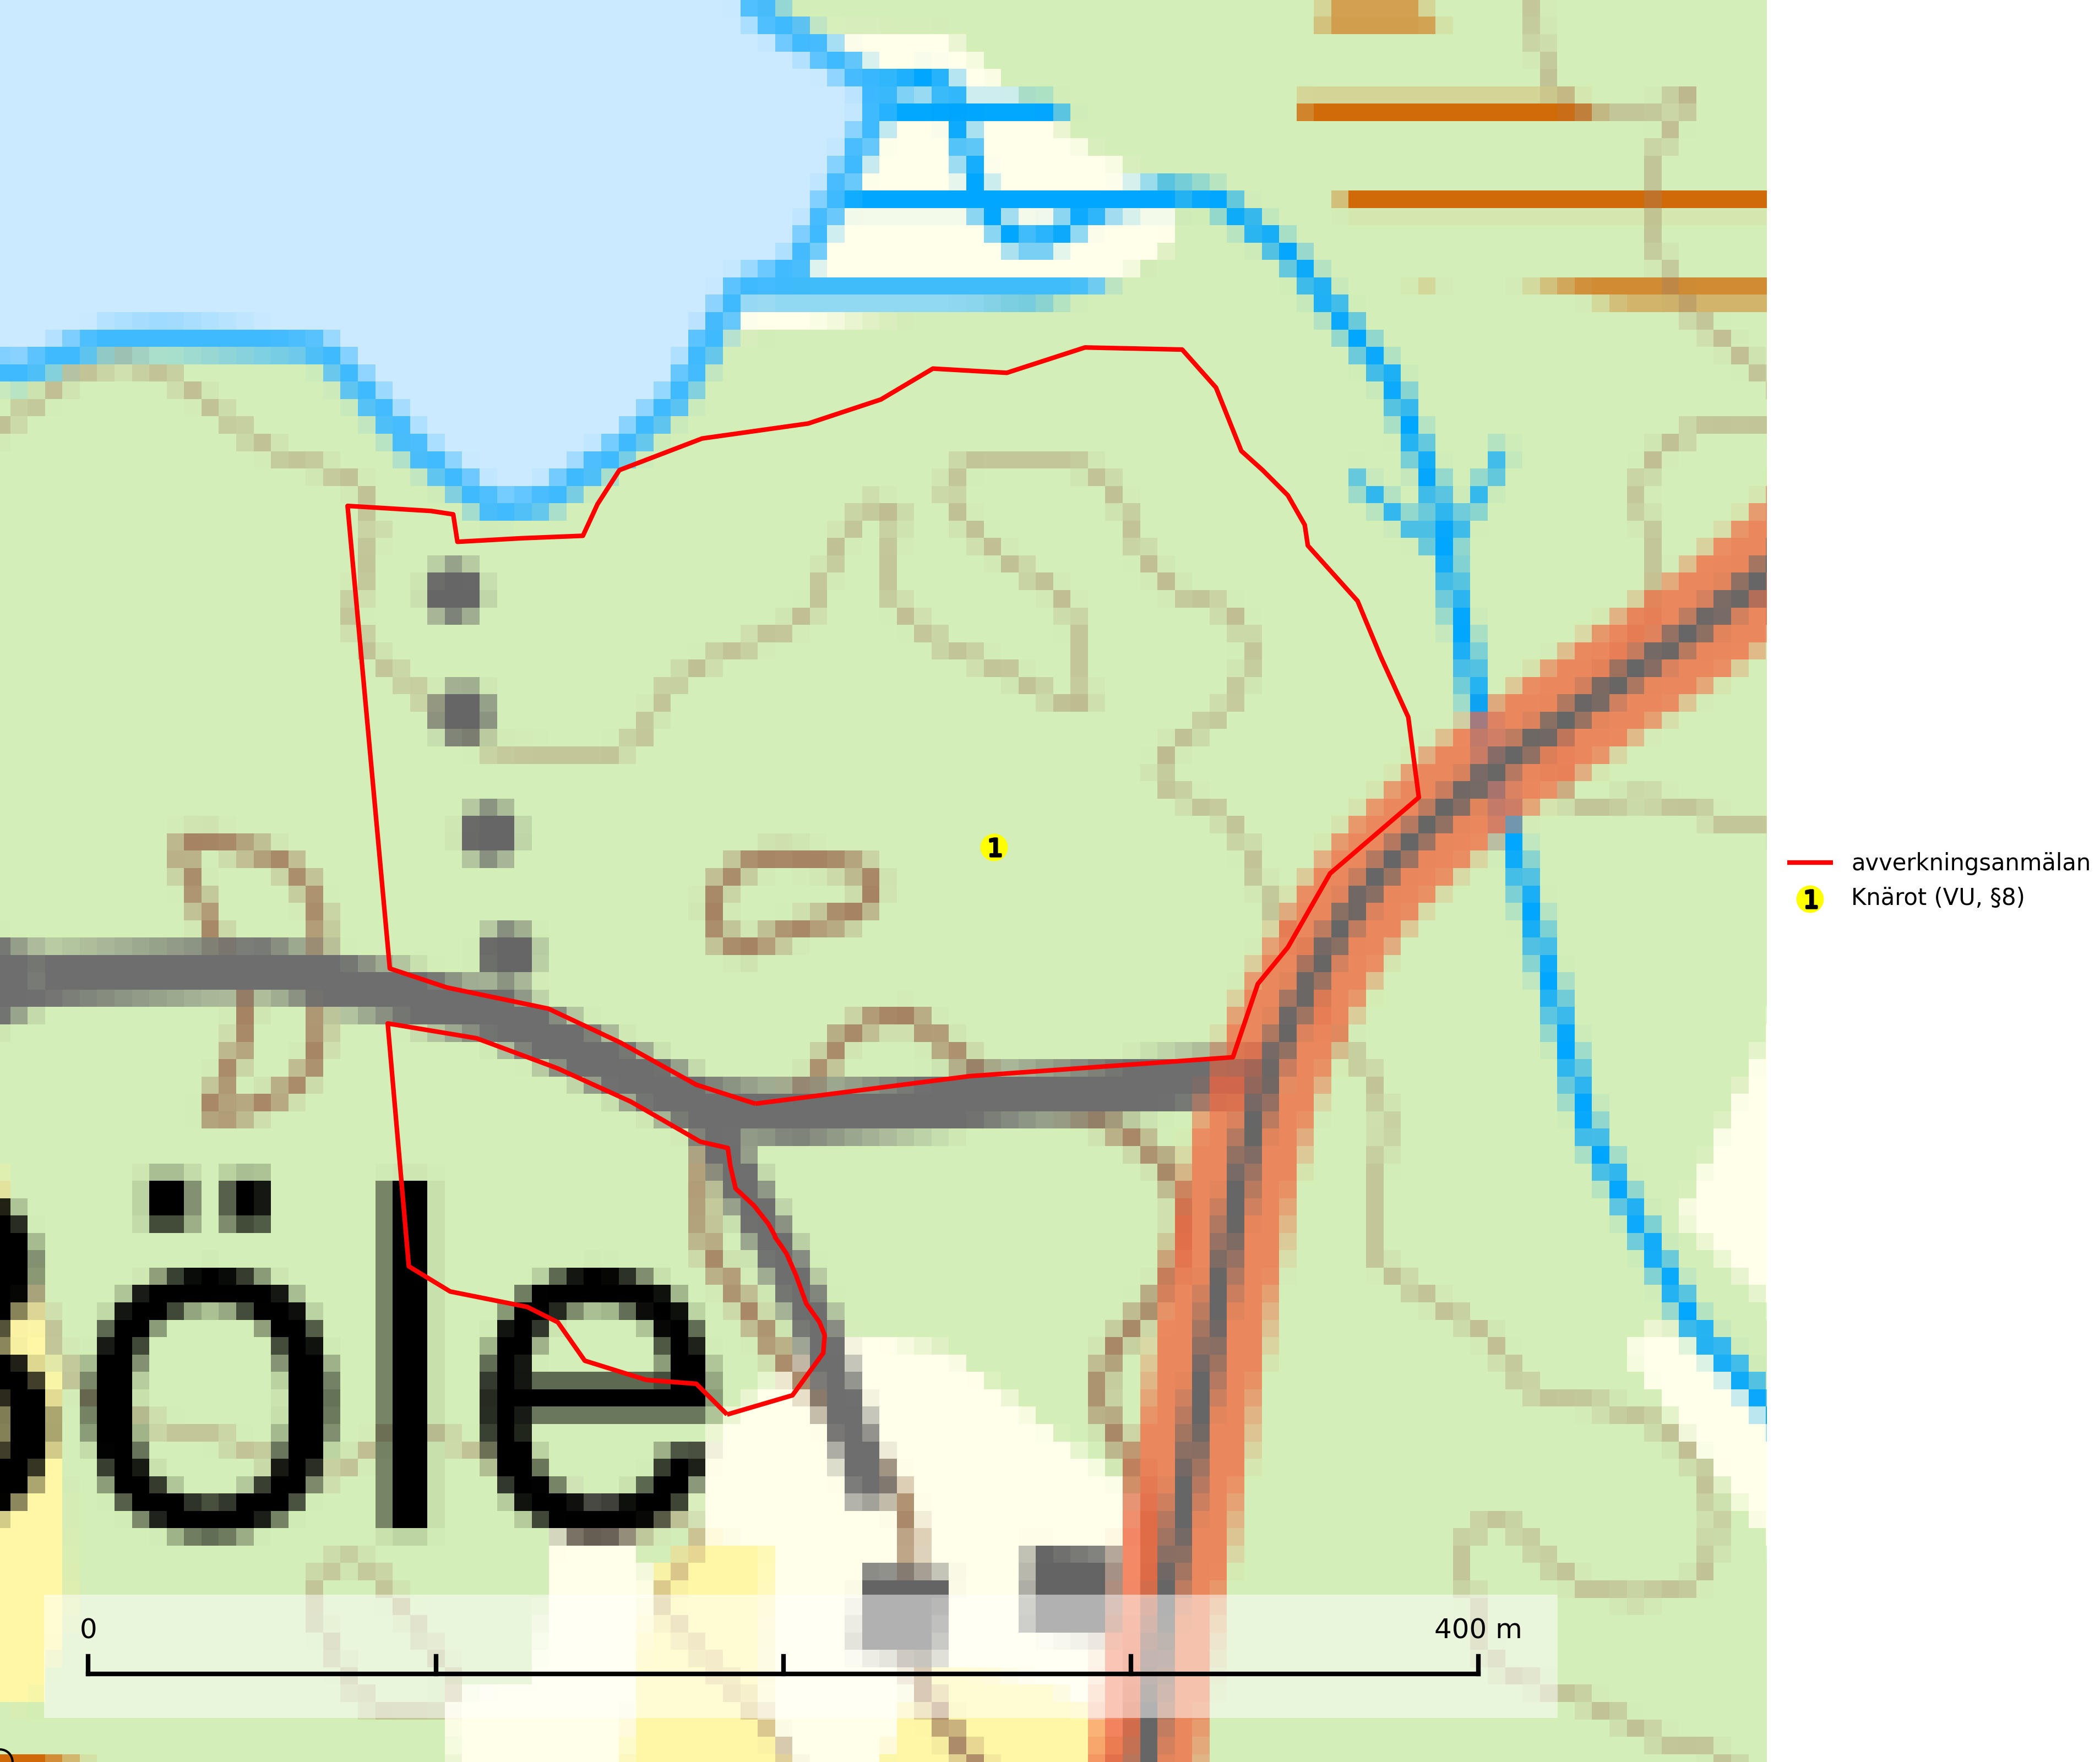 1
avverkningsanmälan
1 Knärot (VU, §8)
öle
0 400 m